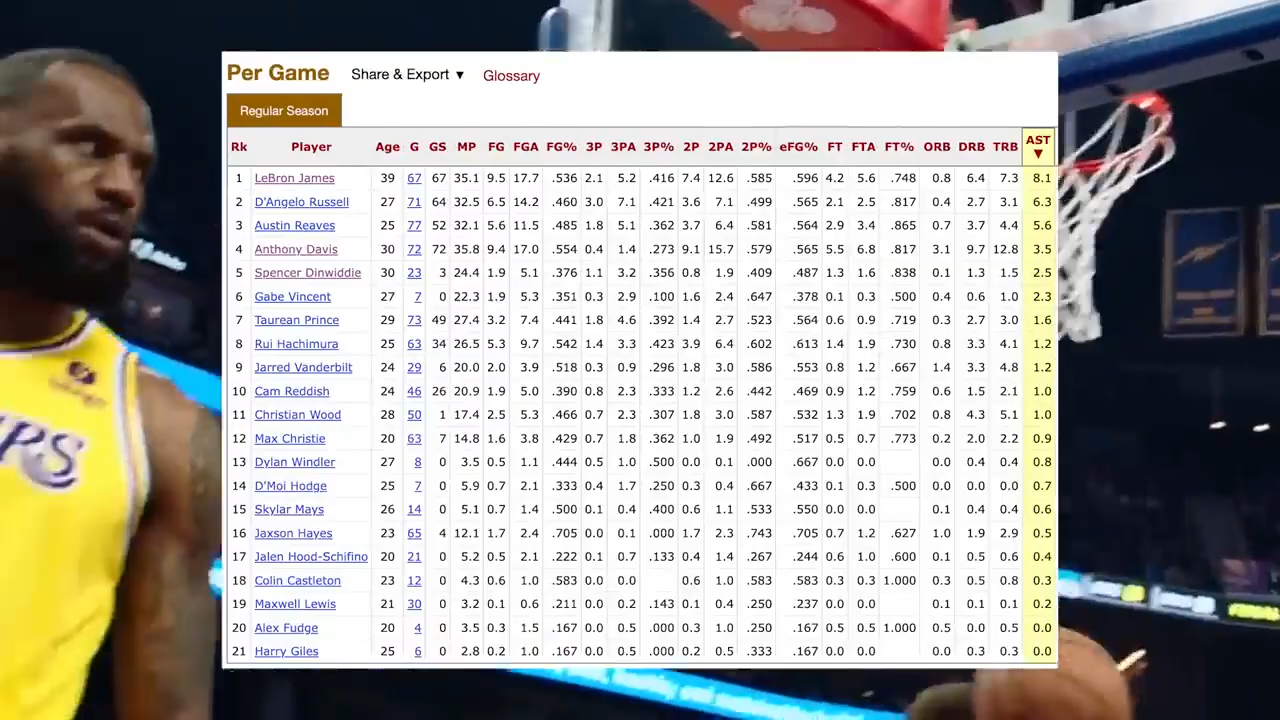 Per Game Share & Export ▼ Glossary
Regular Season
Rk Player Age G GS MP FG FGA FG% 3P 3PA 3P% 2P 2PA 2P% eFG% FT FTA FT% ORB DRB TRB AST ▼
1 LeBron James 39 67 67 35.1 9.5 17.7 .536 2.1 5.2 .416 7.4 12.6 .585 .596 4.2 5.6 .748 0.8 6.4 7.3 8.1
2 D'Angelo Russell 27 71 64 32.5 6.5 14.2 .460 3.0 7.1 .421 3.6 7.1 .499 .565 2.1 2.5 .817 0.4 2.7 3.1 6.3
3 Austin Reaves 25 77 52 32.1 5.6 11.5 .485 1.8 5.1 .362 3.7 6.4 .581 .564 2.9 3.4 .865 0.7 3.7 4.4 5.6
4 Anthony Davis 30 72 72 35.8 9.4 17.0 .554 0.4 1.4 .273 9.1 15.7 .579 .565 5.5 6.8 .817 3.1 9.7 12.8 3.5
5 Spencer Dinwiddie 30 23 3 24.4 1.9 5.1 .376 1.1 3.2 .356 0.8 1.9 .409 .487 1.3 1.6 .838 0.1 1.3 1.5 2.5
6 Gabe Vincent 27 7 0 22.3 1.9 5.3 .351 0.3 2.9 .100 1.6 2.4 .647 .378 0.1 0.3 .500 0.4 0.6 1.0 2.3
7 Taurean Prince 29 73 49 27.4 3.2 7.4 .441 1.8 4.6 .392 1.4 2.7 .523 .564 0.6 0.9 .719 0.3 2.7 3.0 1.6
8 Rui Hachimura 25 63 34 26.5 5.3 9.7 .542 1.4 3.3 .423 3.9 6.4 .602 .613 1.4 1.9 .730 0.8 3.3 4.1 1.2
9 Jarred Vanderbilt 24 29 6 20.0 2.0 3.9 .518 0.3 0.9 .296 1.8 3.0 .586 .553 0.8 1.2 .667 1.4 3.3 4.8 1.2
10 Cam Reddish 24 46 26 20.9 1.9 5.0 .390 0.8 2.3 .333 1.2 2.6 .442 .469 0.9 1.2 .759 0.6 1.5 2.1 1.0
11 Christian Wood 28 50 1 17.4 2.5 5.3 .466 0.7 2.3 .307 1.8 3.0 .587 .532 1.3 1.9 .702 0.8 4.3 5.1 1.0
12 Max Christie 20 63 7 14.8 1.6 3.8 .429 0.7 1.8 .362 1.0 1.9 .492 .517 0.5 0.7 .773 0.2 2.0 2.2 0.9
13 Dylan Windler 27 8 0 3.5 0.5 1.1 .444 0.5 1.0 .500 0.0 0.1 .000 .667 0.0 0.0 0.0 0.4 0.4 0.8
14 D'Moi Hodge 25 7 0 5.9 0.7 1.4 .333 0.4 1.7 .250 0.3 0.4 .667 .433 0.1 0.3 .500 0.0 0.0 0.0 0.7
15 Skylar Mays 26 14 0 5.1 0.7 1.4 .500 0.1 0.4 .400 0.6 1.1 .533 .550 0.0 0.0 0.1 0.4 0.4 0.6
16 Jaxson Hayes 23 65 4 12.1 1.7 2.4 .705 0.0 0.1 .000 1.7 2.3 .743 .705 0.7 1.2 .627 1.0 1.9 2.9 0.5
17 Jalen Hood-Schifino 20 21 0 5.2 0.5 2.1 .222 0.1 0.7 .133 0.4 1.4 .267 .244 0.6 1.0 .600 0.1 0.5 0.6 0.4
18 Colin Castleton 23 12 0 4.3 0.6 1.0 .583 0.0 0.0 0.6 1.0 .583 .583 0.3 0.3 1.000 0.3 0.5 0.8 0.3
19 Maxwell Lewis 21 30 0 3.2 0.1 0.6 .211 0.0 0.2 .143 0.1 0.4 .250 .237 0.0 0.0 0.1 0.1 0.1 0.2
20 Alex Fudge 20 4 0 3.5 0.3 1.0 .167 0.0 0.5 .000 0.3 1.0 .250 .167 0.5 0.5 1.000 0.5 0.0 0.5 0.0
21 Harry Giles 25 6 0 2.8 0.2 1.0 .167 0.0 0.5 .000 0.2 0.5 .333 .167 0.0 0.0 0.0 0.3 0.3 0.0